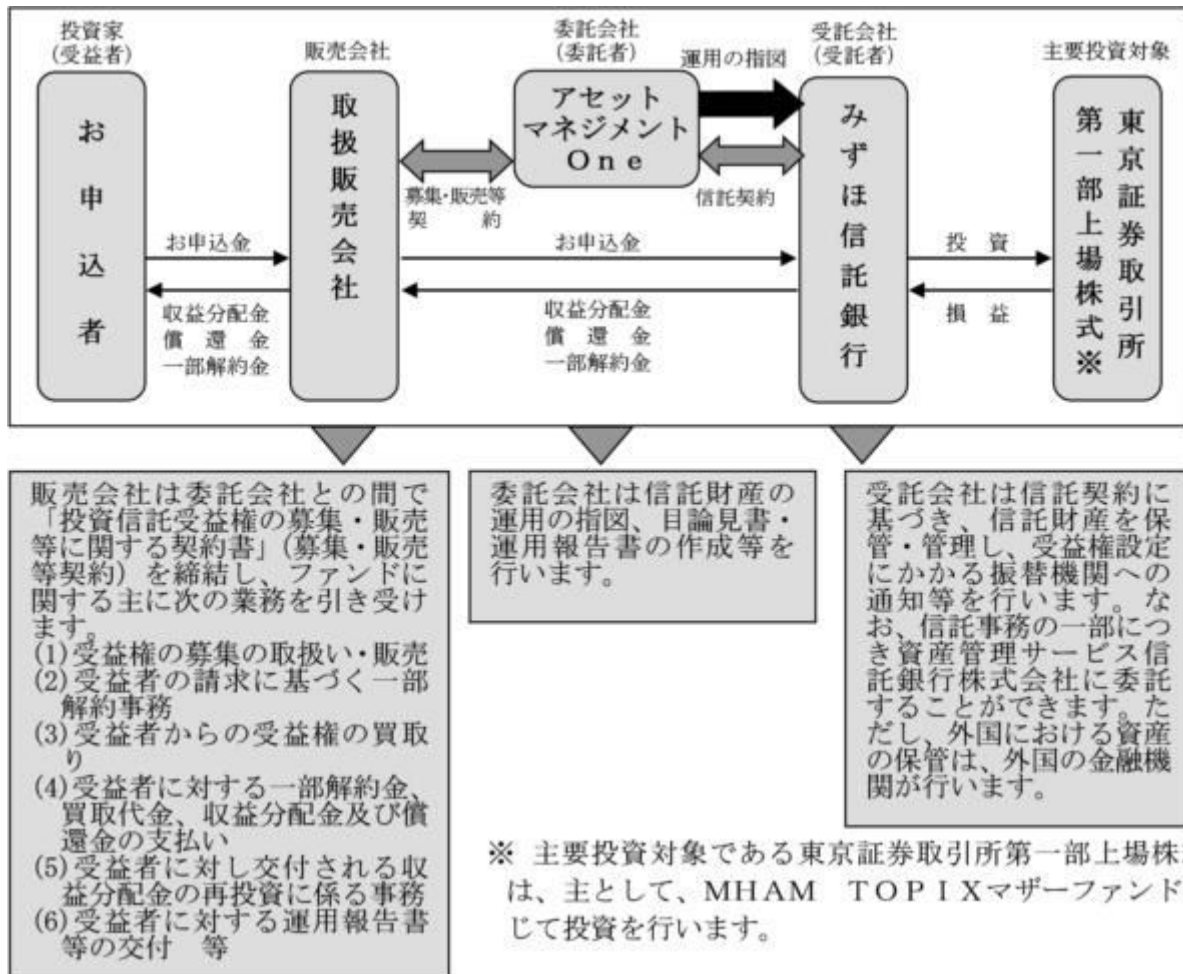 投資家
(受益者)
お申込者
販売会社
取扱販売会社
委託会社
(委託者)
アセット
マネジメント
One
運用の指図
受託会社
(受託者)
みずほ信託銀行
主要投資対象
東京証券取引所
第一部上場株式※
募集・販売等
契約
信託契約
お申込金
お申込金
投資
収益分配金
償還金
一部解約金
収益分配金
償還金
一部解約金
損益
販売会社は委託会社との間で
「投資信託受益権の募集・販売
等に関する契約書」(募集・販売
等契約)を締結し、ファンドに
関する主に次の業務を引き受け
ます。
(1)受益権の募集の取扱い・販売
(2)受益者の請求に基づく一部
解約事務
(3)受益者からの受益権の買取
り
(4)受益者に対する一部解約金、
買取代金、収益分配金及び償
還金の支払い
(5)受益者に対し交付される収
益分配金の再投資に係る事務
(6)受益者に対する運用報告書
等の交付 等
委託会社は信託財産の
運用の指図、目論見書・
運用報告書の作成等を
行います。
受託会社は信託契約に
基づき、信託財産を保
管・管理し、受益権設定
にかかる振替機関への
通知等を行います。な
お、信託事務の一部につ
き資産管理サービス信
託銀行株式会社に委託
することができます。た
だし、外国における資産
の保管は、外国の金融機
関が行います。
※ 主要投資対象である東京証券取引所第一部上場株
は、主として、MHAM TOPIXマザーファンド
じて投資を行います。